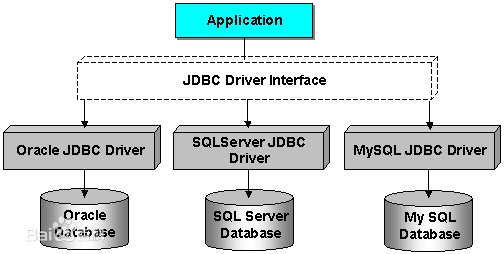 Application
JDBC Driver Interface
Oracle JDBC Driver
SQLServer JDBC
Driver
MySQL JDBC Driver
Oracle
Database
SQL Server
Database
My SQL
Database